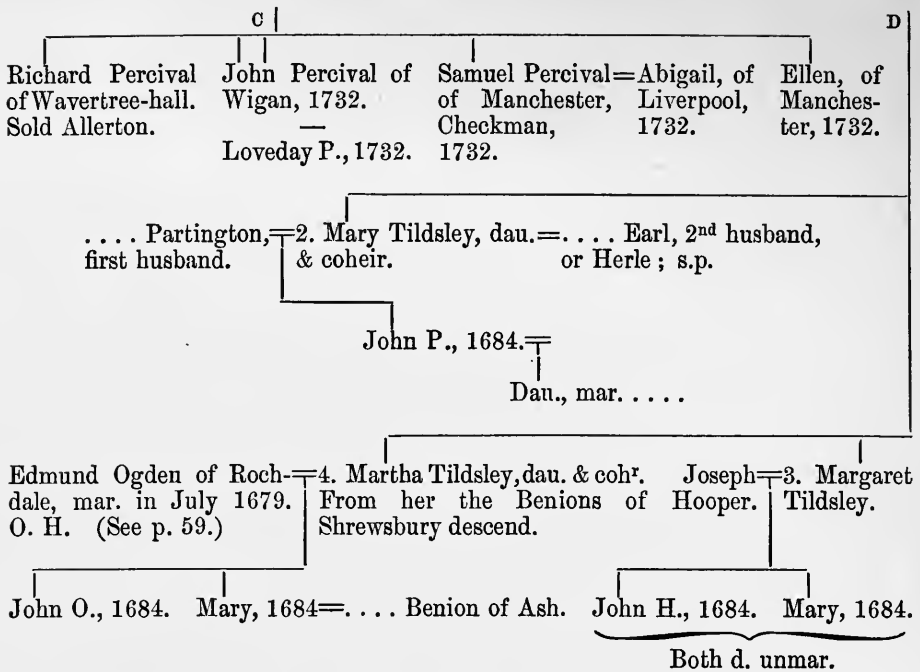 C D
Richard Percival
of Wavertree-hall.
Sold Allerton.
John Percival of
Wigan, 1732.
—
Loveday P., 1732.
Samuel Percival=Abigail, of
of Manchester, Liverpool,
Checkman, 1732.
1732.
Ellen, of
Manches-
ter, 1732.
. . . . Partington,=2. Mary Tildsley, dau.=. . . . Earl, 2nd husband,
first husband. & coheir. or Herle ; s.p.
John P., 1684.=
Dau., mar. . . . .
Edmund Ogden of Roch-=4. Martha Tildsley, dau. & cohr.
dale, mar. in July 1679. From her the Benions of
O. H. (See p. 59.) Shrewsbury descend.
Joseph=3. Margaret
Hooper. Tildsley.
John O., 1684. Mary, 1684=. . . . Benion of Ash. John H., 1684. Mary, 1684.
Both d. unmar.